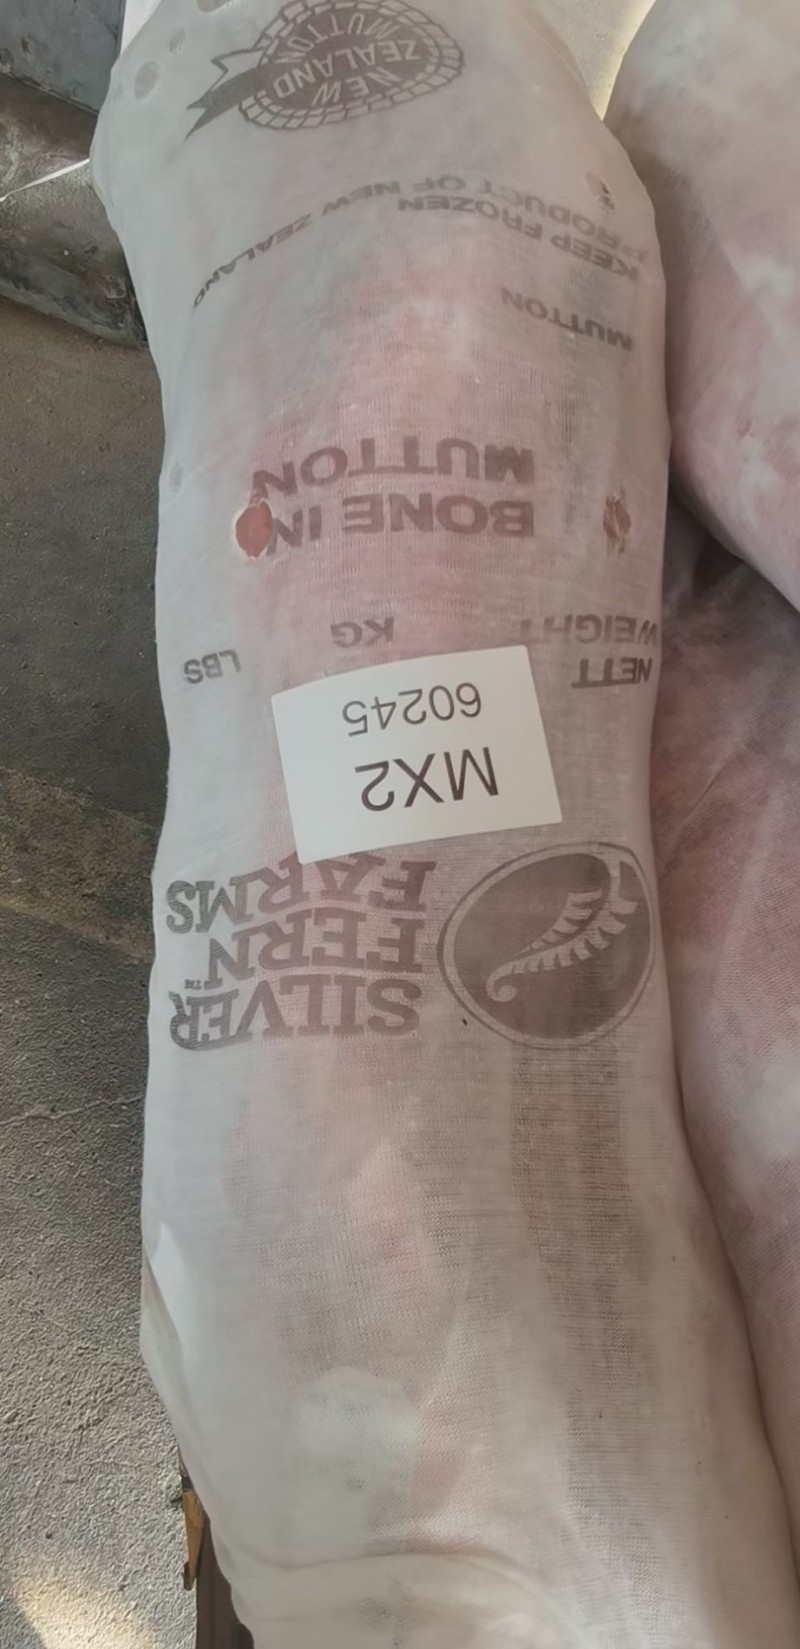 SILVER
FERN™
FARMS
MX2
60245
NETT
WEIGHT KG LBS
BONE IN
MUTTON
MUTTON
KEEP FROZEN
PRODUCT OF NEW ZEALAND
NEW
ZEALAND
MUTTON